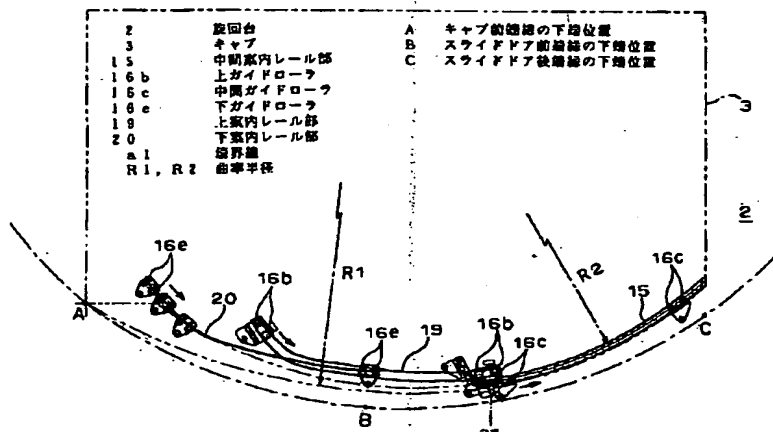 2 旋回台
3 キャブ
15 中間案内レール部
16b 上ガイドローラ
16c 中間ガイドローラ
16e 下ガイドローラ
19 上案内レール部
20 下案内レール部
a1 境界線
R1, R2 曲率半径
A キャブ前端縁の下端位置
B スライドドア前端縁の下端位置
C スライドドア後端縁の下端位置
3
2
16e
16b
R1
R2
16c
15
A
20
16e
19
16b
16c
C
B